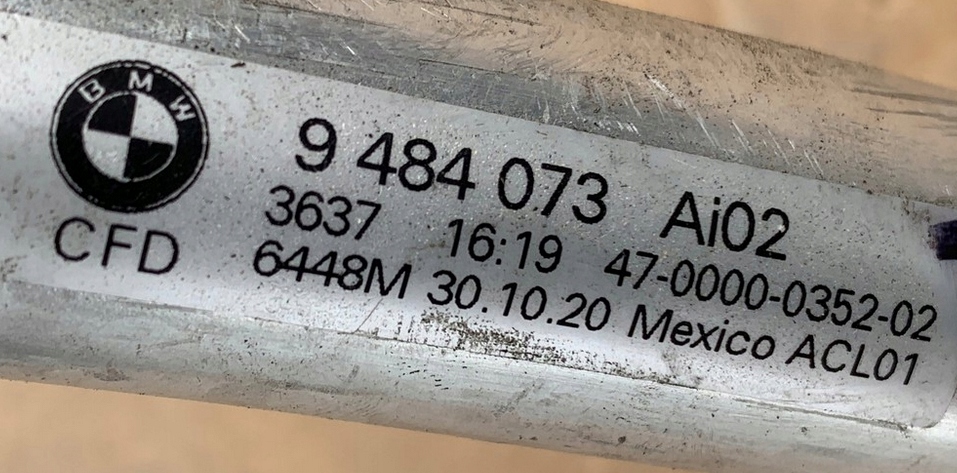 BMW
CFD
9 484 073 Ai02
3637 16:19 47-0000-0352-02
6448M 30.10.20 Mexico ACL01